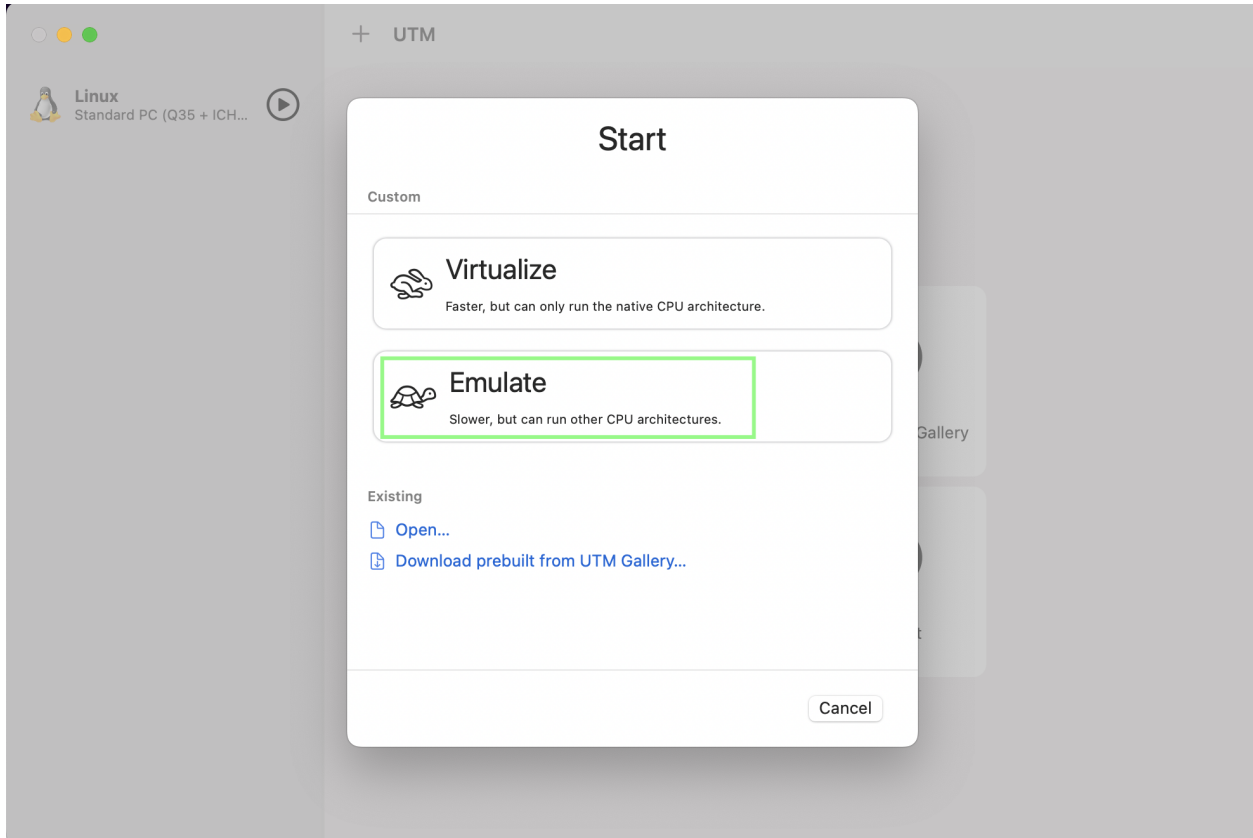 UTM
Linux
Standard PC (Q35 + ICH...
Start
Custom
Virtualize
Faster, but can only run the native CPU architecture.
Emulate
Slower, but can run other CPU architectures.
Gallery
Existing
Open...
Download prebuilt from UTM Gallery...
t
Cancel